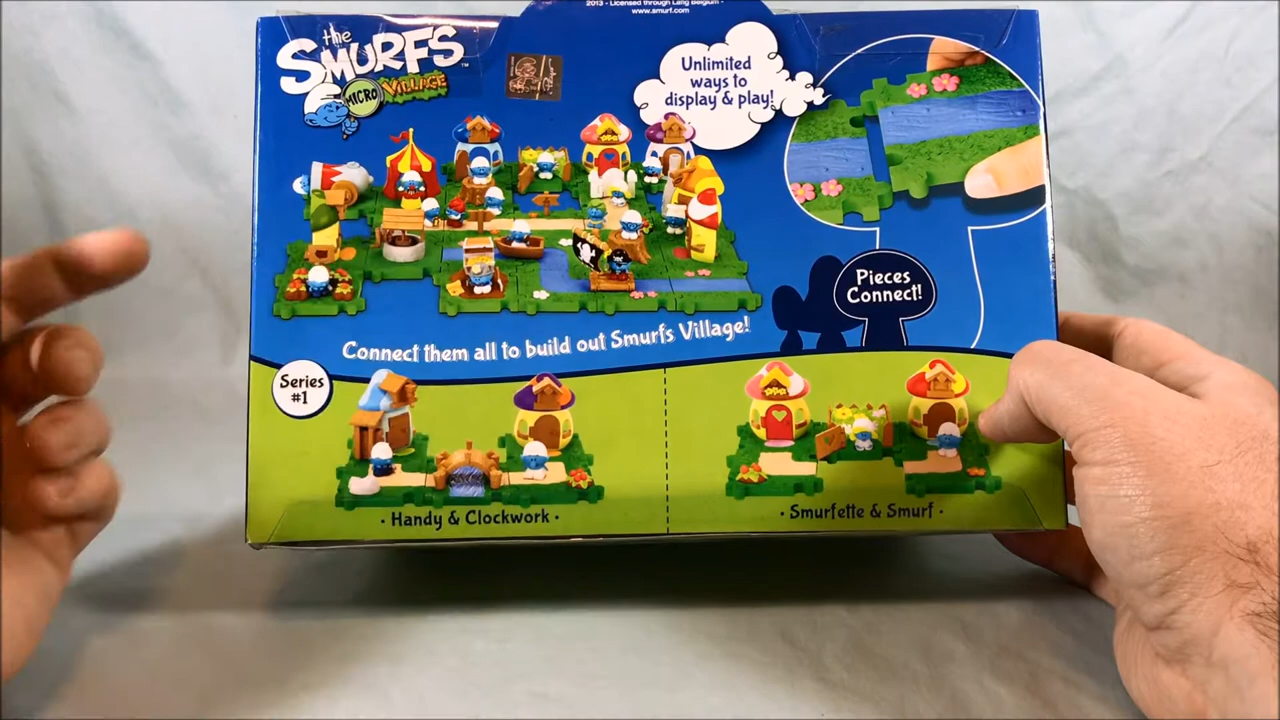 2013 - Licensed through Lafig Belgium -
www.smurf.com
the
SMURFS™
MICRO VILLAGE
Unlimited
ways to
display & play!
Pieces
Connect!
Connect them all to build out Smurfs Village!
Series
#1
· Handy & Clockwork ·
· Smurfette & Smurf ·